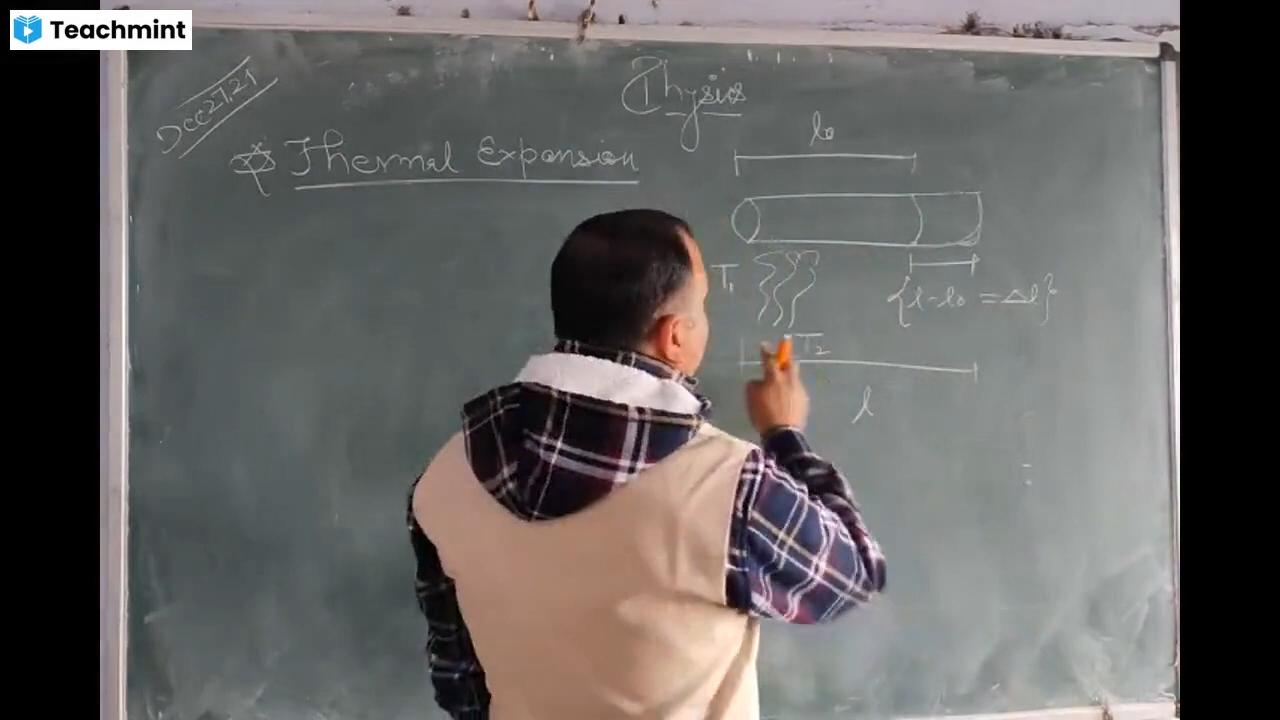 Teachmint
Dec 27, 21
Physics
Thermal Expansion
l₀
T₁
{l - l₀ = Δl}
T₂
l